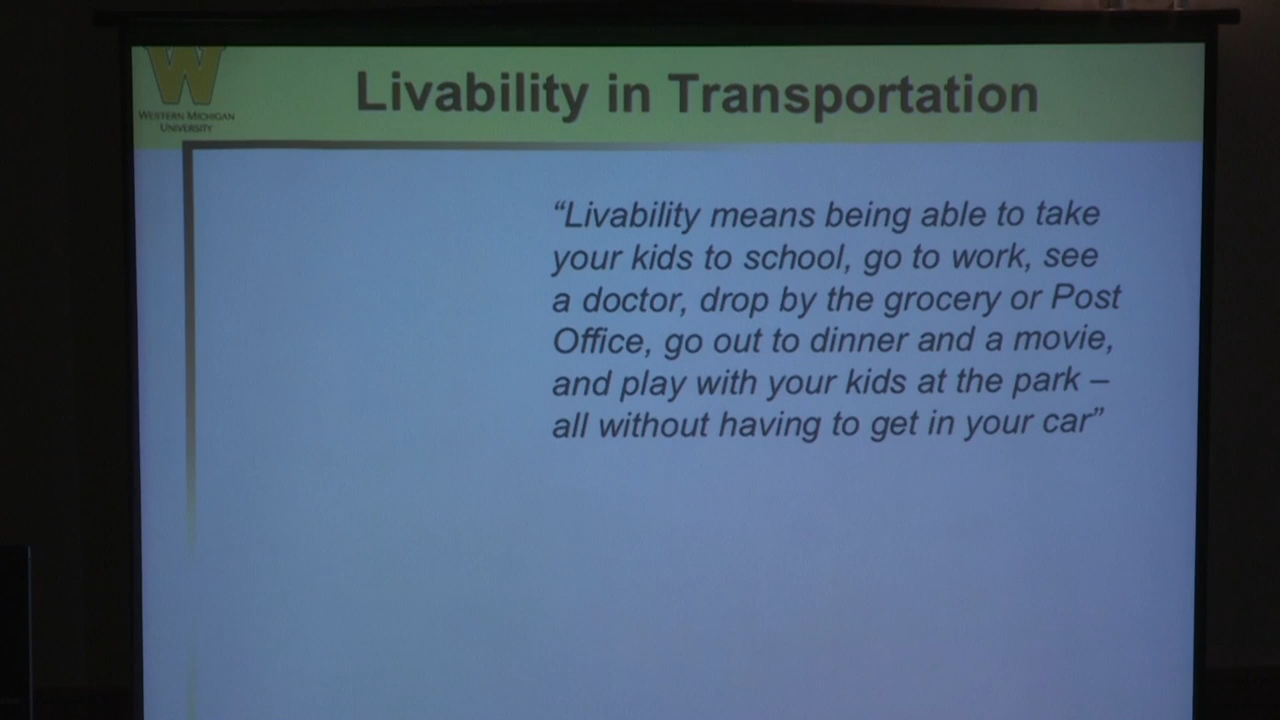 W
WESTERN MICHIGAN
UNIVERSITY
Livability in Transportation
“Livability means being able to take
your kids to school, go to work, see
a doctor, drop by the grocery or Post
Office, go out to dinner and a movie,
and play with your kids at the park –
all without having to get in your car”